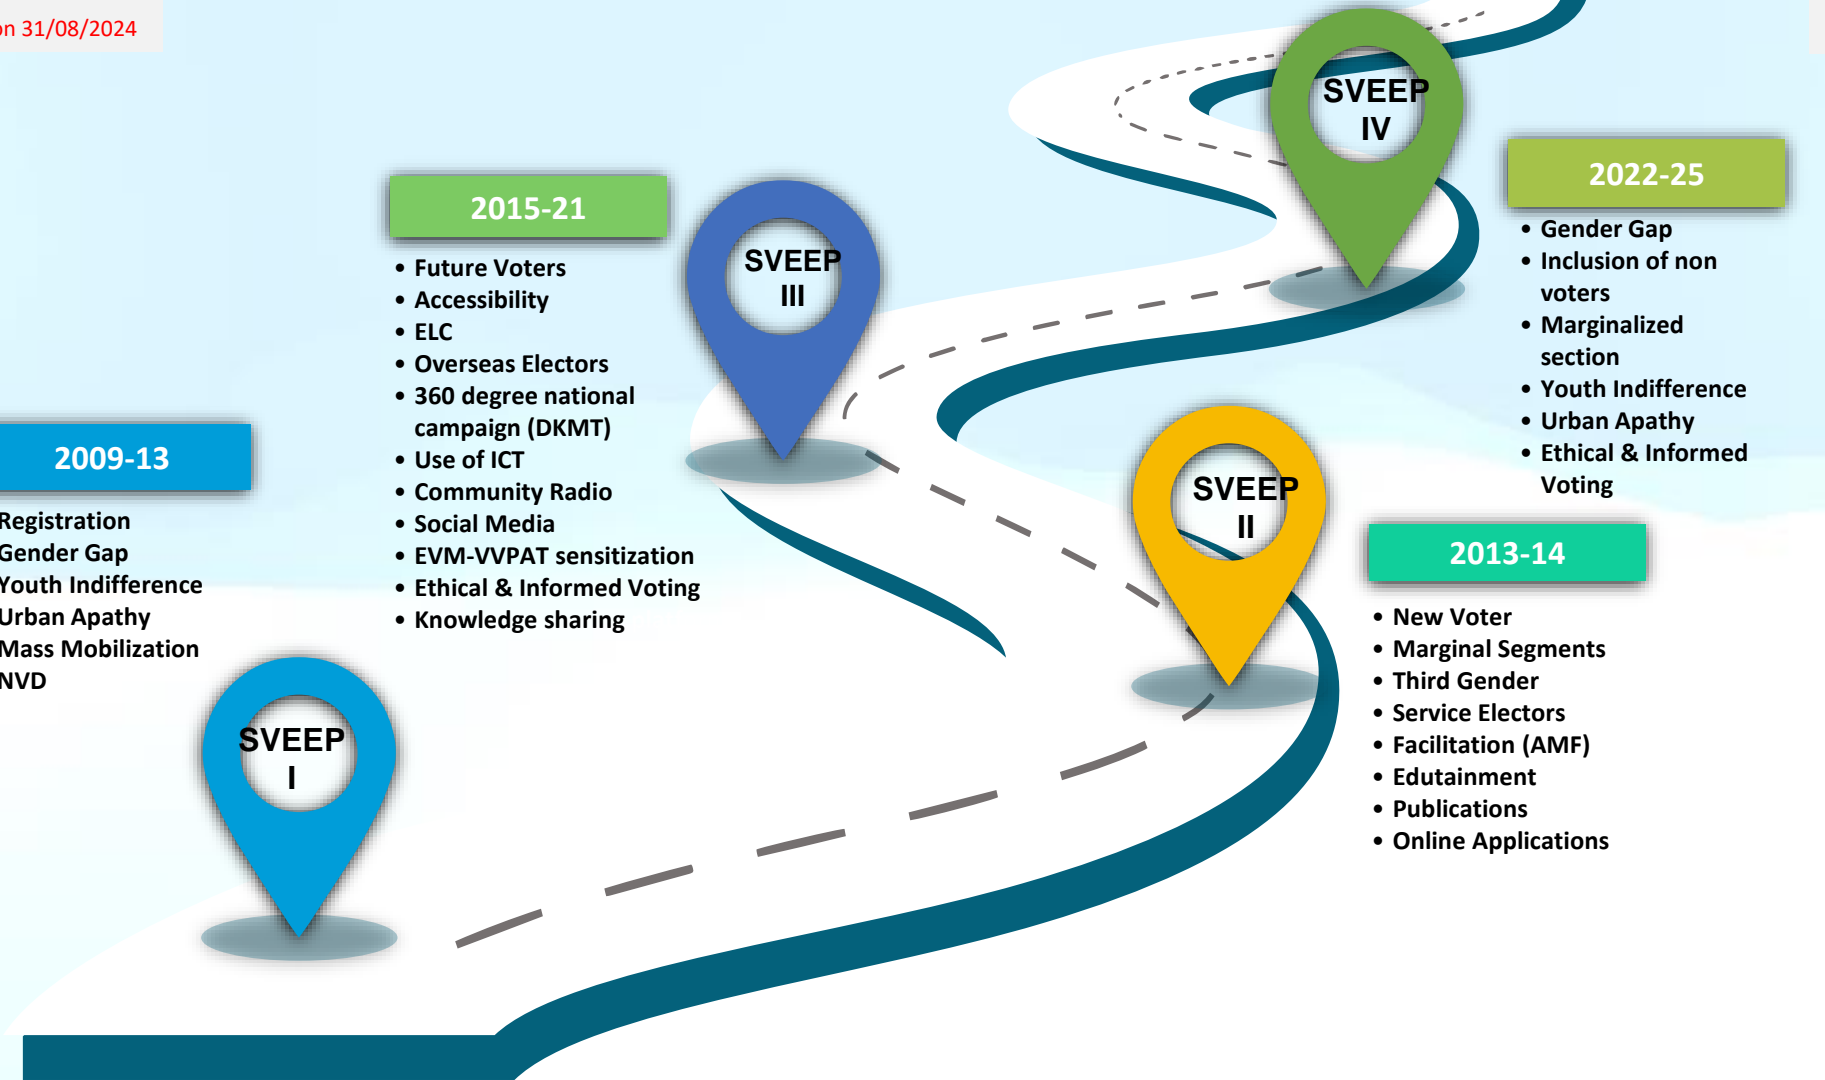 on 31/08/2024
SVEEP
IV
2022-25
• Gender Gap
• Inclusion of non
voters
• Marginalized
section
• Youth Indifference
• Urban Apathy
• Ethical & Informed
Voting
2015-21
• Future Voters
• Accessibility
• ELC
• Overseas Electors
• 360 degree national
campaign (DKMT)
• Use of ICT
• Community Radio
• Social Media
• EVM-VVPAT sensitization
• Ethical & Informed Voting
• Knowledge sharing
SVEEP
III
2009-13
Registration
Gender Gap
Youth Indifference
Urban Apathy
Mass Mobilization
NVD
SVEEP
I
SVEEP
II
2013-14
• New Voter
• Marginal Segments
• Third Gender
• Service Electors
• Facilitation (AMF)
• Edutainment
• Publications
• Online Applications